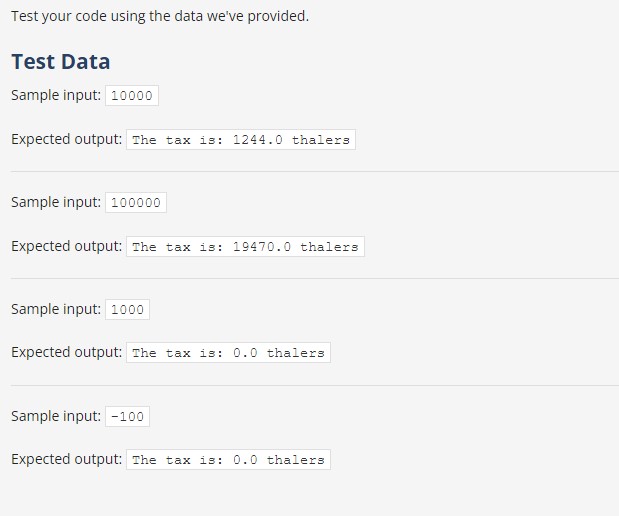 Test your code using the data we've provided.
Test Data
Sample input: 10000
Expected output: The tax is: 1244.0 thalers
Sample input: 100000
Expected output: The tax is: 19470.0 thalers
Sample input: 1000
Expected output: The tax is: 0.0 thalers
Sample input: -100
Expected output: The tax is: 0.0 thalers